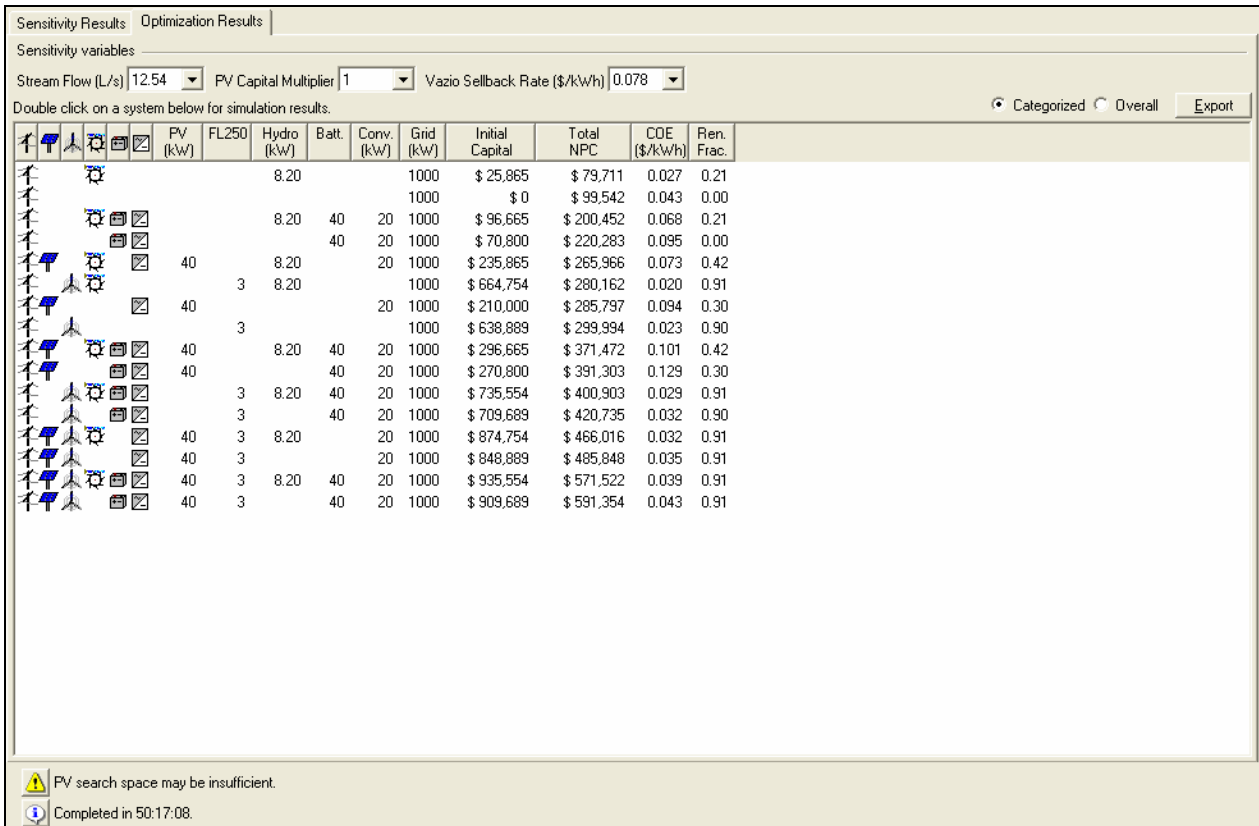 Sensitivity Results Optimization Results
Sensitivity variables
Stream Flow (L/s) 12.54 PV Capital Multiplier 1 Vazio Sellback Rate ($/kWh) 0.078
Double click on a system below for simulation results. Categorized Overall Export
PV (kW) FL250 Hydro (kW) Batt. Conv. (kW) Grid (kW) Initial Capital Total NPC COE ($/kWh) Ren. Frac.
8.20 1000 $ 25,865 $ 79,711 0.027 0.21
1000 $ 0 $ 99,542 0.043 0.00
8.20 40 20 1000 $ 96,665 $ 200,452 0.068 0.21
40 20 1000 $ 70,800 $ 220,283 0.095 0.00
40 8.20 20 1000 $ 235,865 $ 265,966 0.073 0.42
3 8.20 1000 $ 664,754 $ 280,162 0.020 0.91
40 20 1000 $ 210,000 $ 285,797 0.094 0.30
3 1000 $ 638,889 $ 299,994 0.023 0.90
40 8.20 40 20 1000 $ 296,665 $ 371,472 0.101 0.42
40 40 20 1000 $ 270,800 $ 391,303 0.129 0.30
3 8.20 40 20 1000 $ 735,554 $ 400,903 0.029 0.91
3 40 20 1000 $ 709,689 $ 420,735 0.032 0.90
40 3 8.20 20 1000 $ 874,754 $ 466,016 0.032 0.91
40 3 20 1000 $ 848,889 $ 485,848 0.035 0.91
40 3 8.20 40 20 1000 $ 935,554 $ 571,522 0.039 0.91
40 3 40 20 1000 $ 909,689 $ 591,354 0.043 0.91
PV search space may be insufficient.
Completed in 50:17:08.